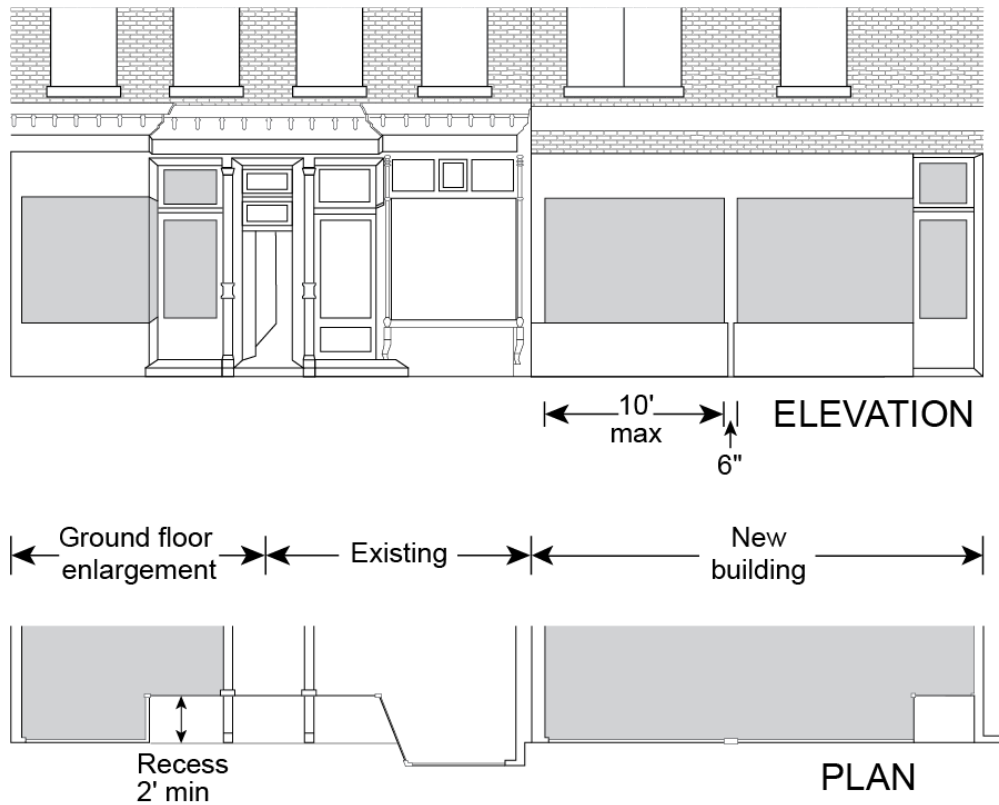 10'
max
ELEVATION
6"
Ground floor
enlargement
Existing
New
building
Recess
2' min
PLAN